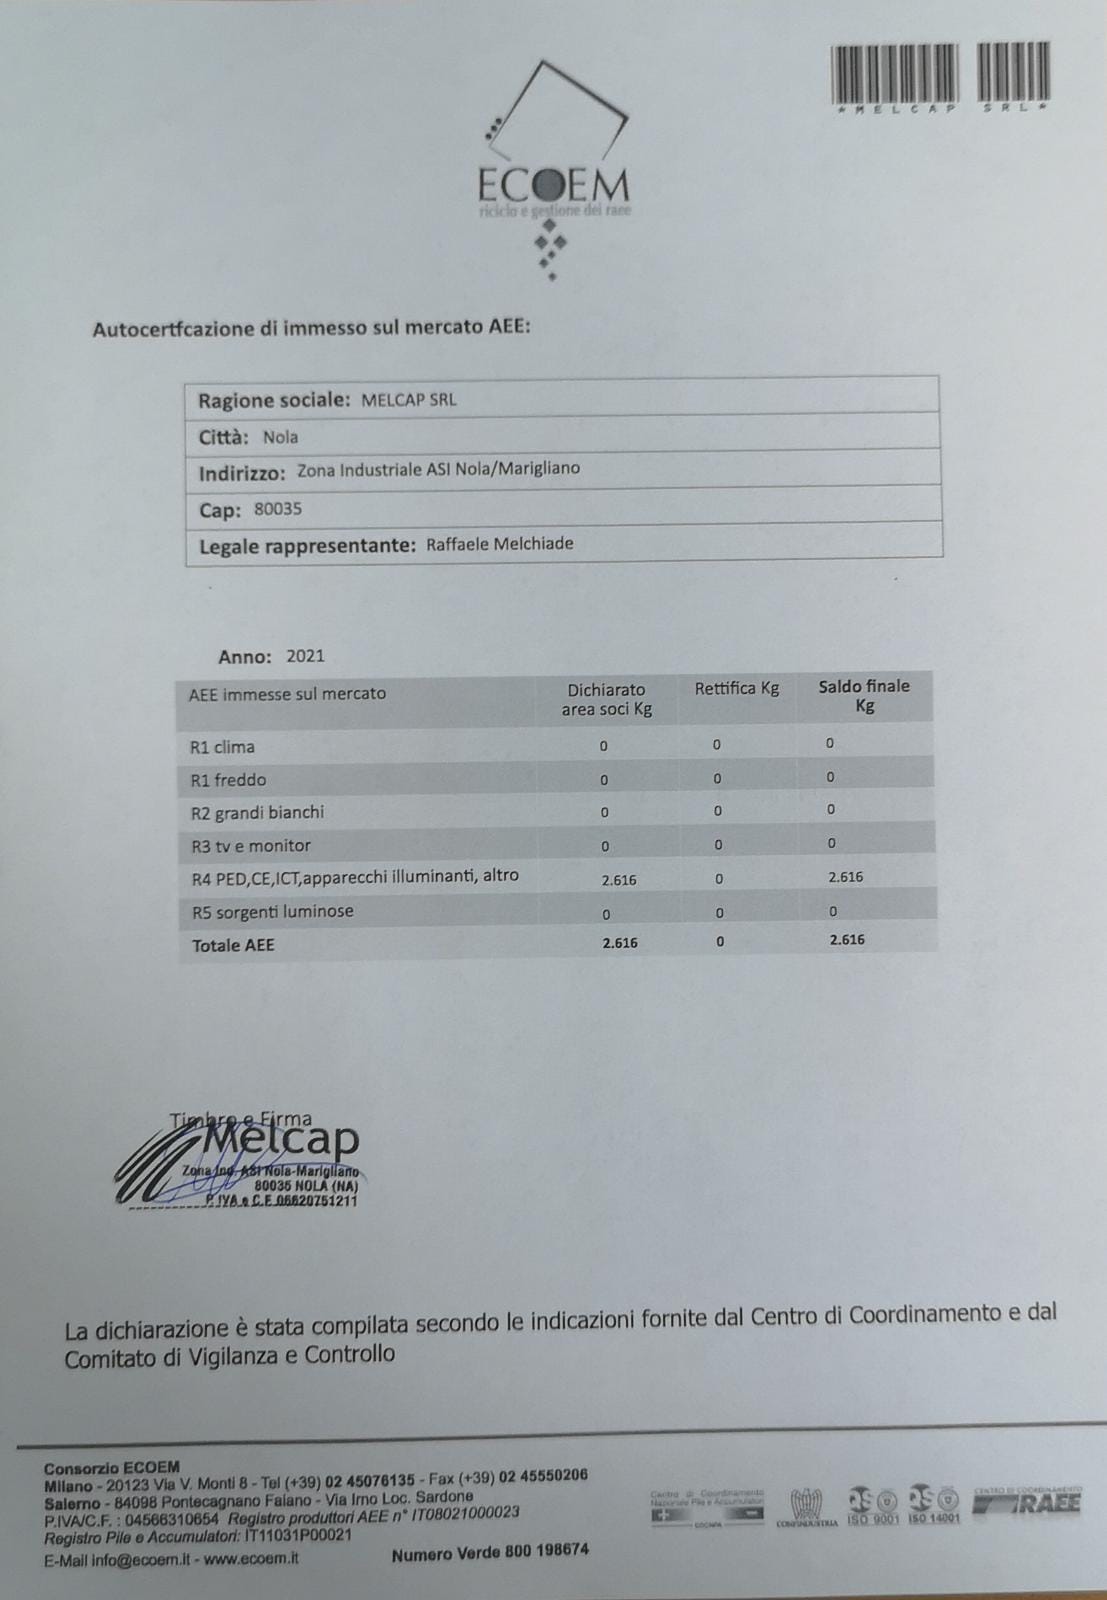 *MELCAP SRL*
ECOEM
riciclo e gestione dei raee
Autocertfcazione di immesso sul mercato AEE:
Ragione sociale: MELCAP SRL
Città: Nola
Indirizzo: Zona Industriale ASI Nola/Marigliano
Cap: 80035
Legale rappresentante: Raffaele Melchiade
Anno: 2021
AEE immesse sul mercato Dichiarato area soci Kg Rettifica Kg Saldo finale Kg
R1 clima 0 0 0
R1 freddo 0 0 0
R2 grandi bianchi 0 0 0
R3 tv e monitor 0 0 0
R4 PED,CE,ICT,apparecchi illuminanti, altro 2.616 0 2.616
R5 sorgenti luminose 0 0 0
Totale AEE 2.616 0 2.616
Timbro e Firma
Melcap
Zona Ind. ASI Nola-Marigliano
80035 NOLA (NA)
P. IVA e C.F. 06620751211
La dichiarazione è stata compilata secondo le indicazioni fornite dal Centro di Coordinamento e dal
Comitato di Vigilanza e Controllo
Consorzio ECOEM
Milano - 20123 Via V. Monti 8 - Tel (+39) 02 45076135 - Fax (+39) 02 45550206
Salerno - 84098 Pontecagnano Faiano - Via Irno Loc. Sardone
P.IVA/C.F. : 04566310654 Registro produttori AEE n° IT08021000023
Registro Pile e Accumulatori: IT11031P00021
E-Mail info@ecoem.it - www.ecoem.it Numero Verde 800 198674
Centro di Coordinamento
Nazionale Pile e Accumulatori
CDCNPA
CONFINDUSTRIA
ISO 9001
ISO 14001
CENTRO DI COORDINAMENTO
RAEE